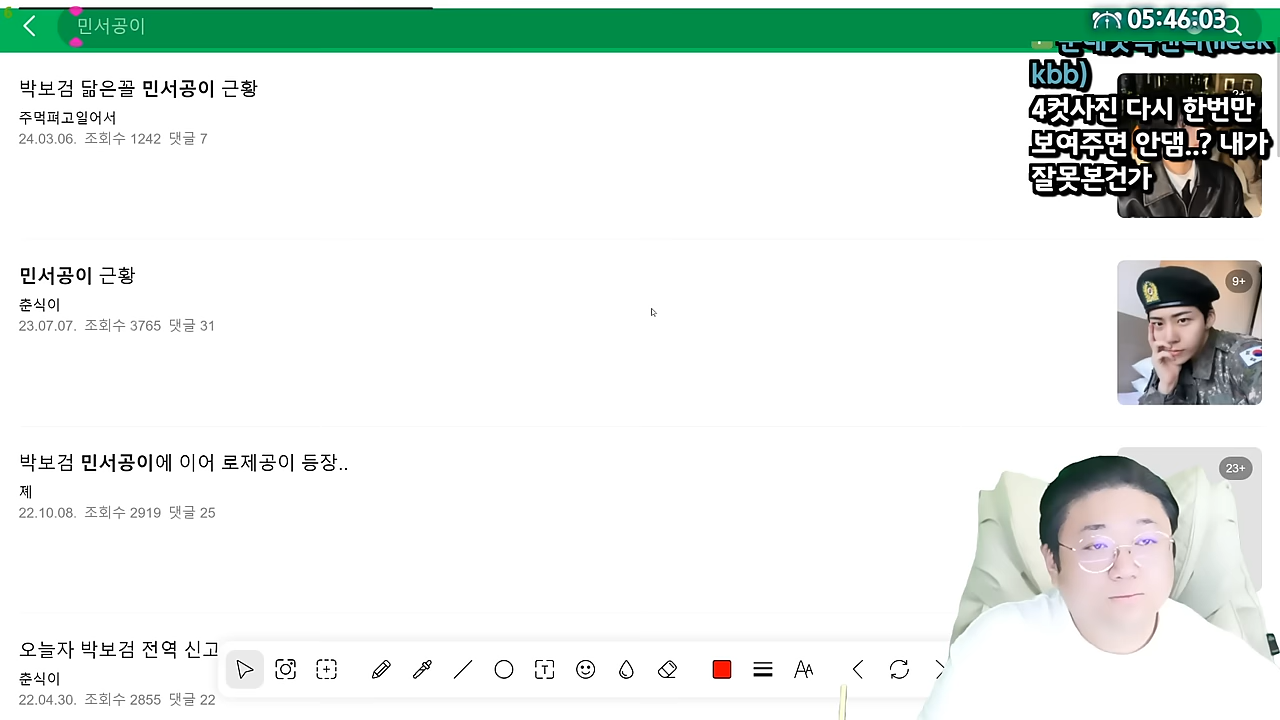 민서공이
05:46:03
kbb)
4컷사진 다시 한번만
보여주면 안댐..? 내가
잘못본건가
박보검 닮은꼴 민서공이 근황
주먹펴고일어서
24.03.06. 조회수 1242 댓글 7
민서공이 근황
춘식이
23.07.07. 조회수 3765 댓글 31
9+
박보검 민서공이에 이어 로제공이 등장..
제
22.10.08. 조회수 2919 댓글 25
23+
오늘자 박보검 전역 신고
춘식이
22.04.30. 조회수 2855 댓글 22